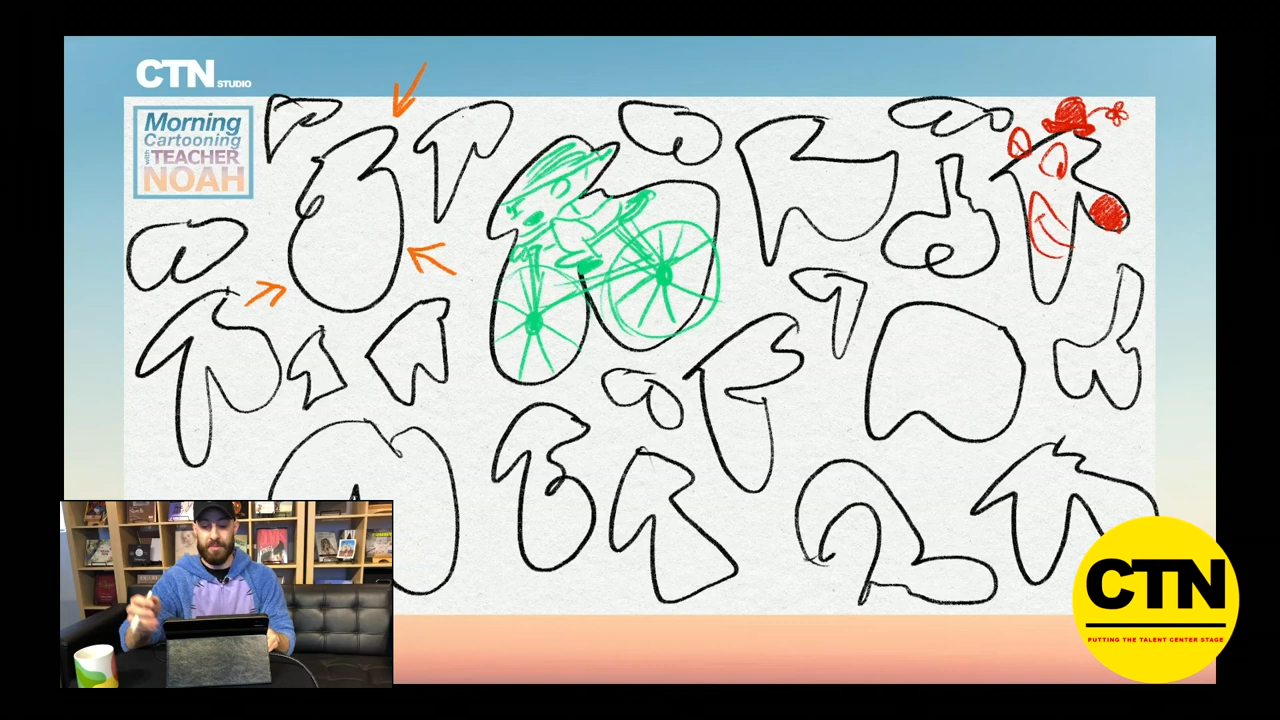 CTN STUDIO
Morning
Cartooning
with TEACHER
NOAH
CTN
PUTTING THE TALENT CENTER STAGE